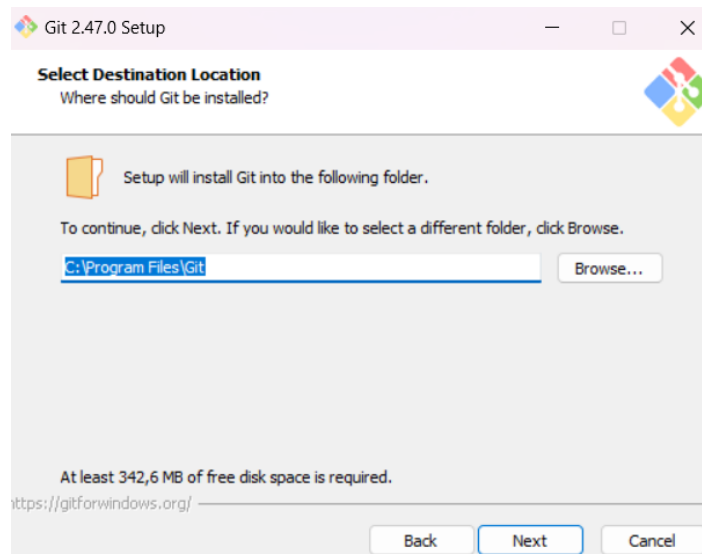 Git 2.47.0 Setup
Select Destination Location
Where should Git be installed?
Setup will install Git into the following folder.
To continue, click Next. If you would like to select a different folder, click Browse.
C:\Program Files\Git
Browse...
At least 342,6 MB of free disk space is required.
ttps://gitforwindows.org/
Back Next Cancel